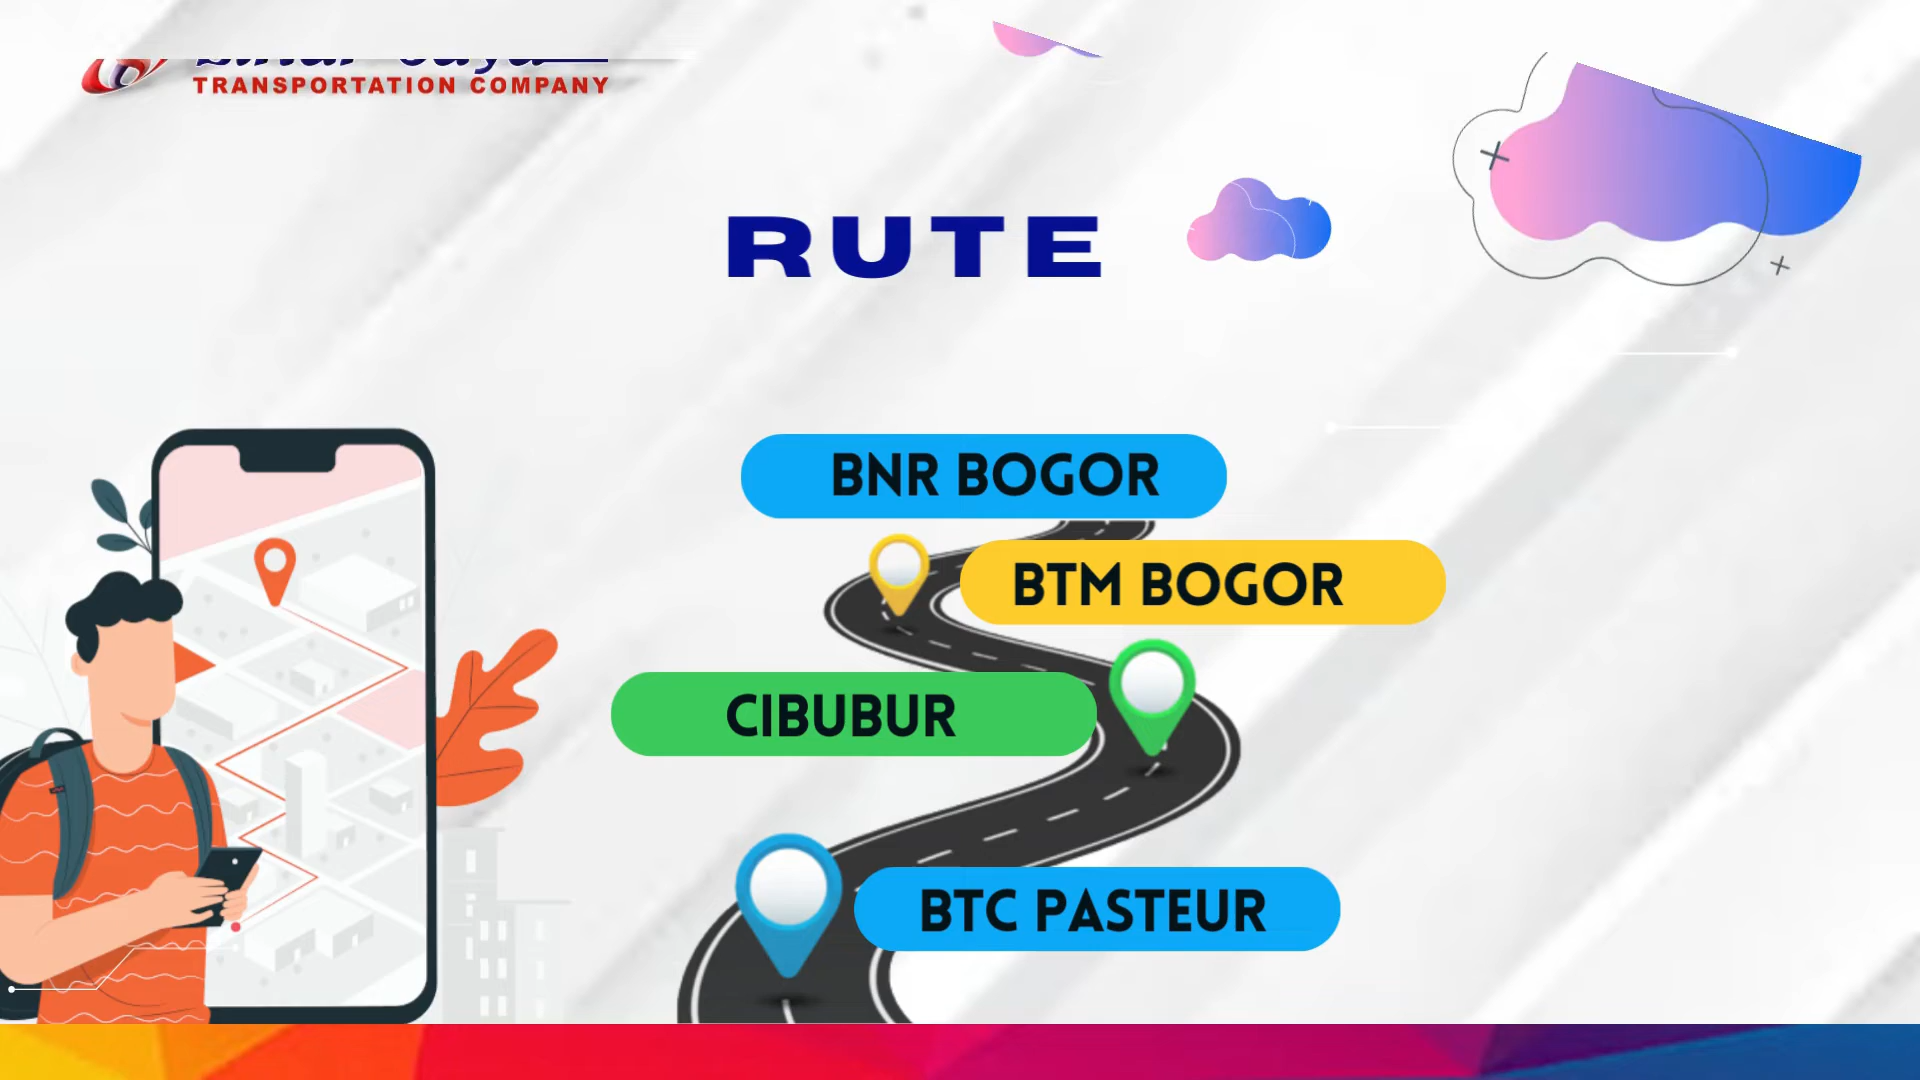 TRANSPORTATION COMPANY
RUTE
BNR BOGOR
BTM BOGOR
CIBUBUR
BTC PASTEUR